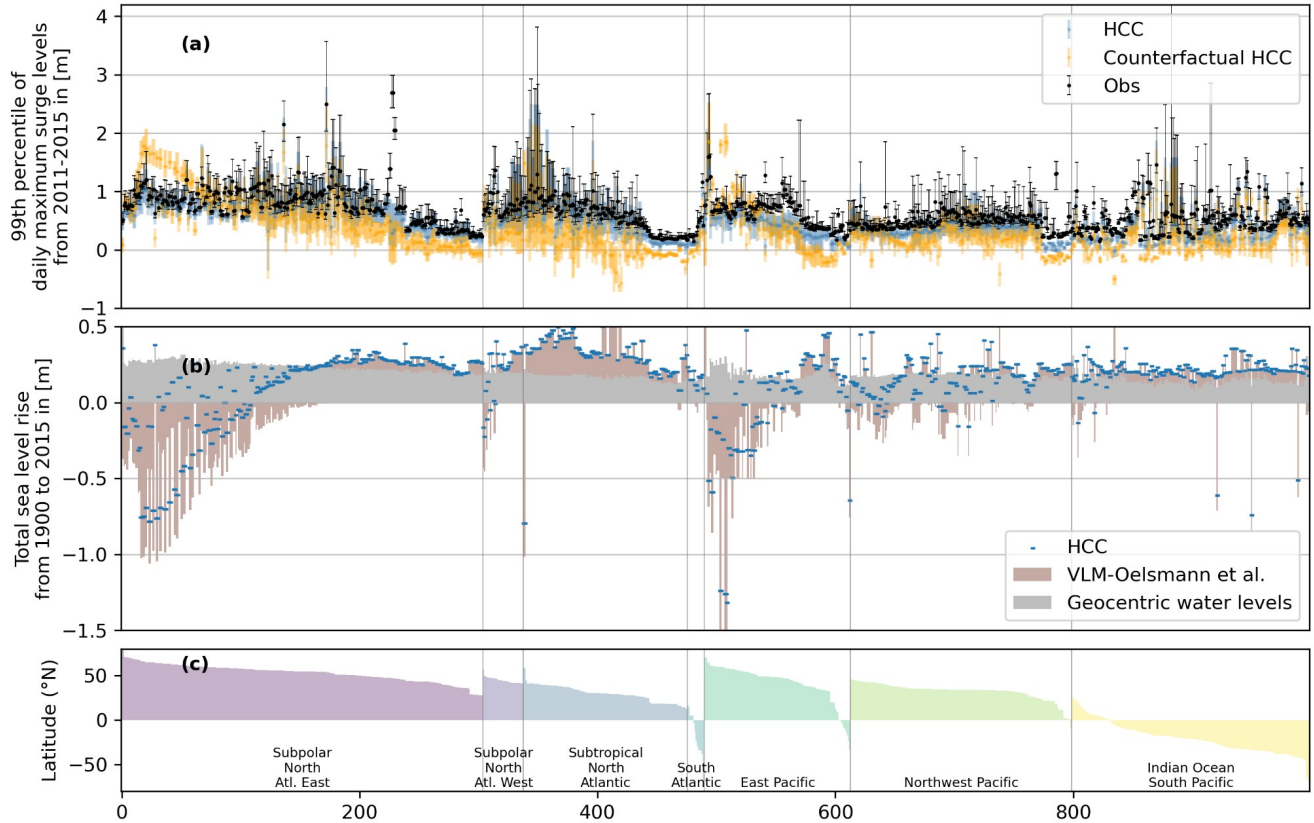 (a)
99th percentile of
daily maximum surge levels
from 2011-2015 in [m]
4
3
2
1
0
−1
HCC
Counterfactual HCC
Obs
(b)
Total sea level rise
from 1900 to 2015 in [m]
0.5
0.0
−0.5
−1.0
−1.5
HCC
VLM-Oelsmann et al.
Geocentric water levels
(c)
Latitude (°N)
50
0
−50
Subpolar
North
Atl. East
Subpolar
North
Atl. West
Subtropical
North
Atlantic
South
Atlantic
East Pacific
Northwest Pacific
Indian Ocean
South Pacific
0
200
400
600
800